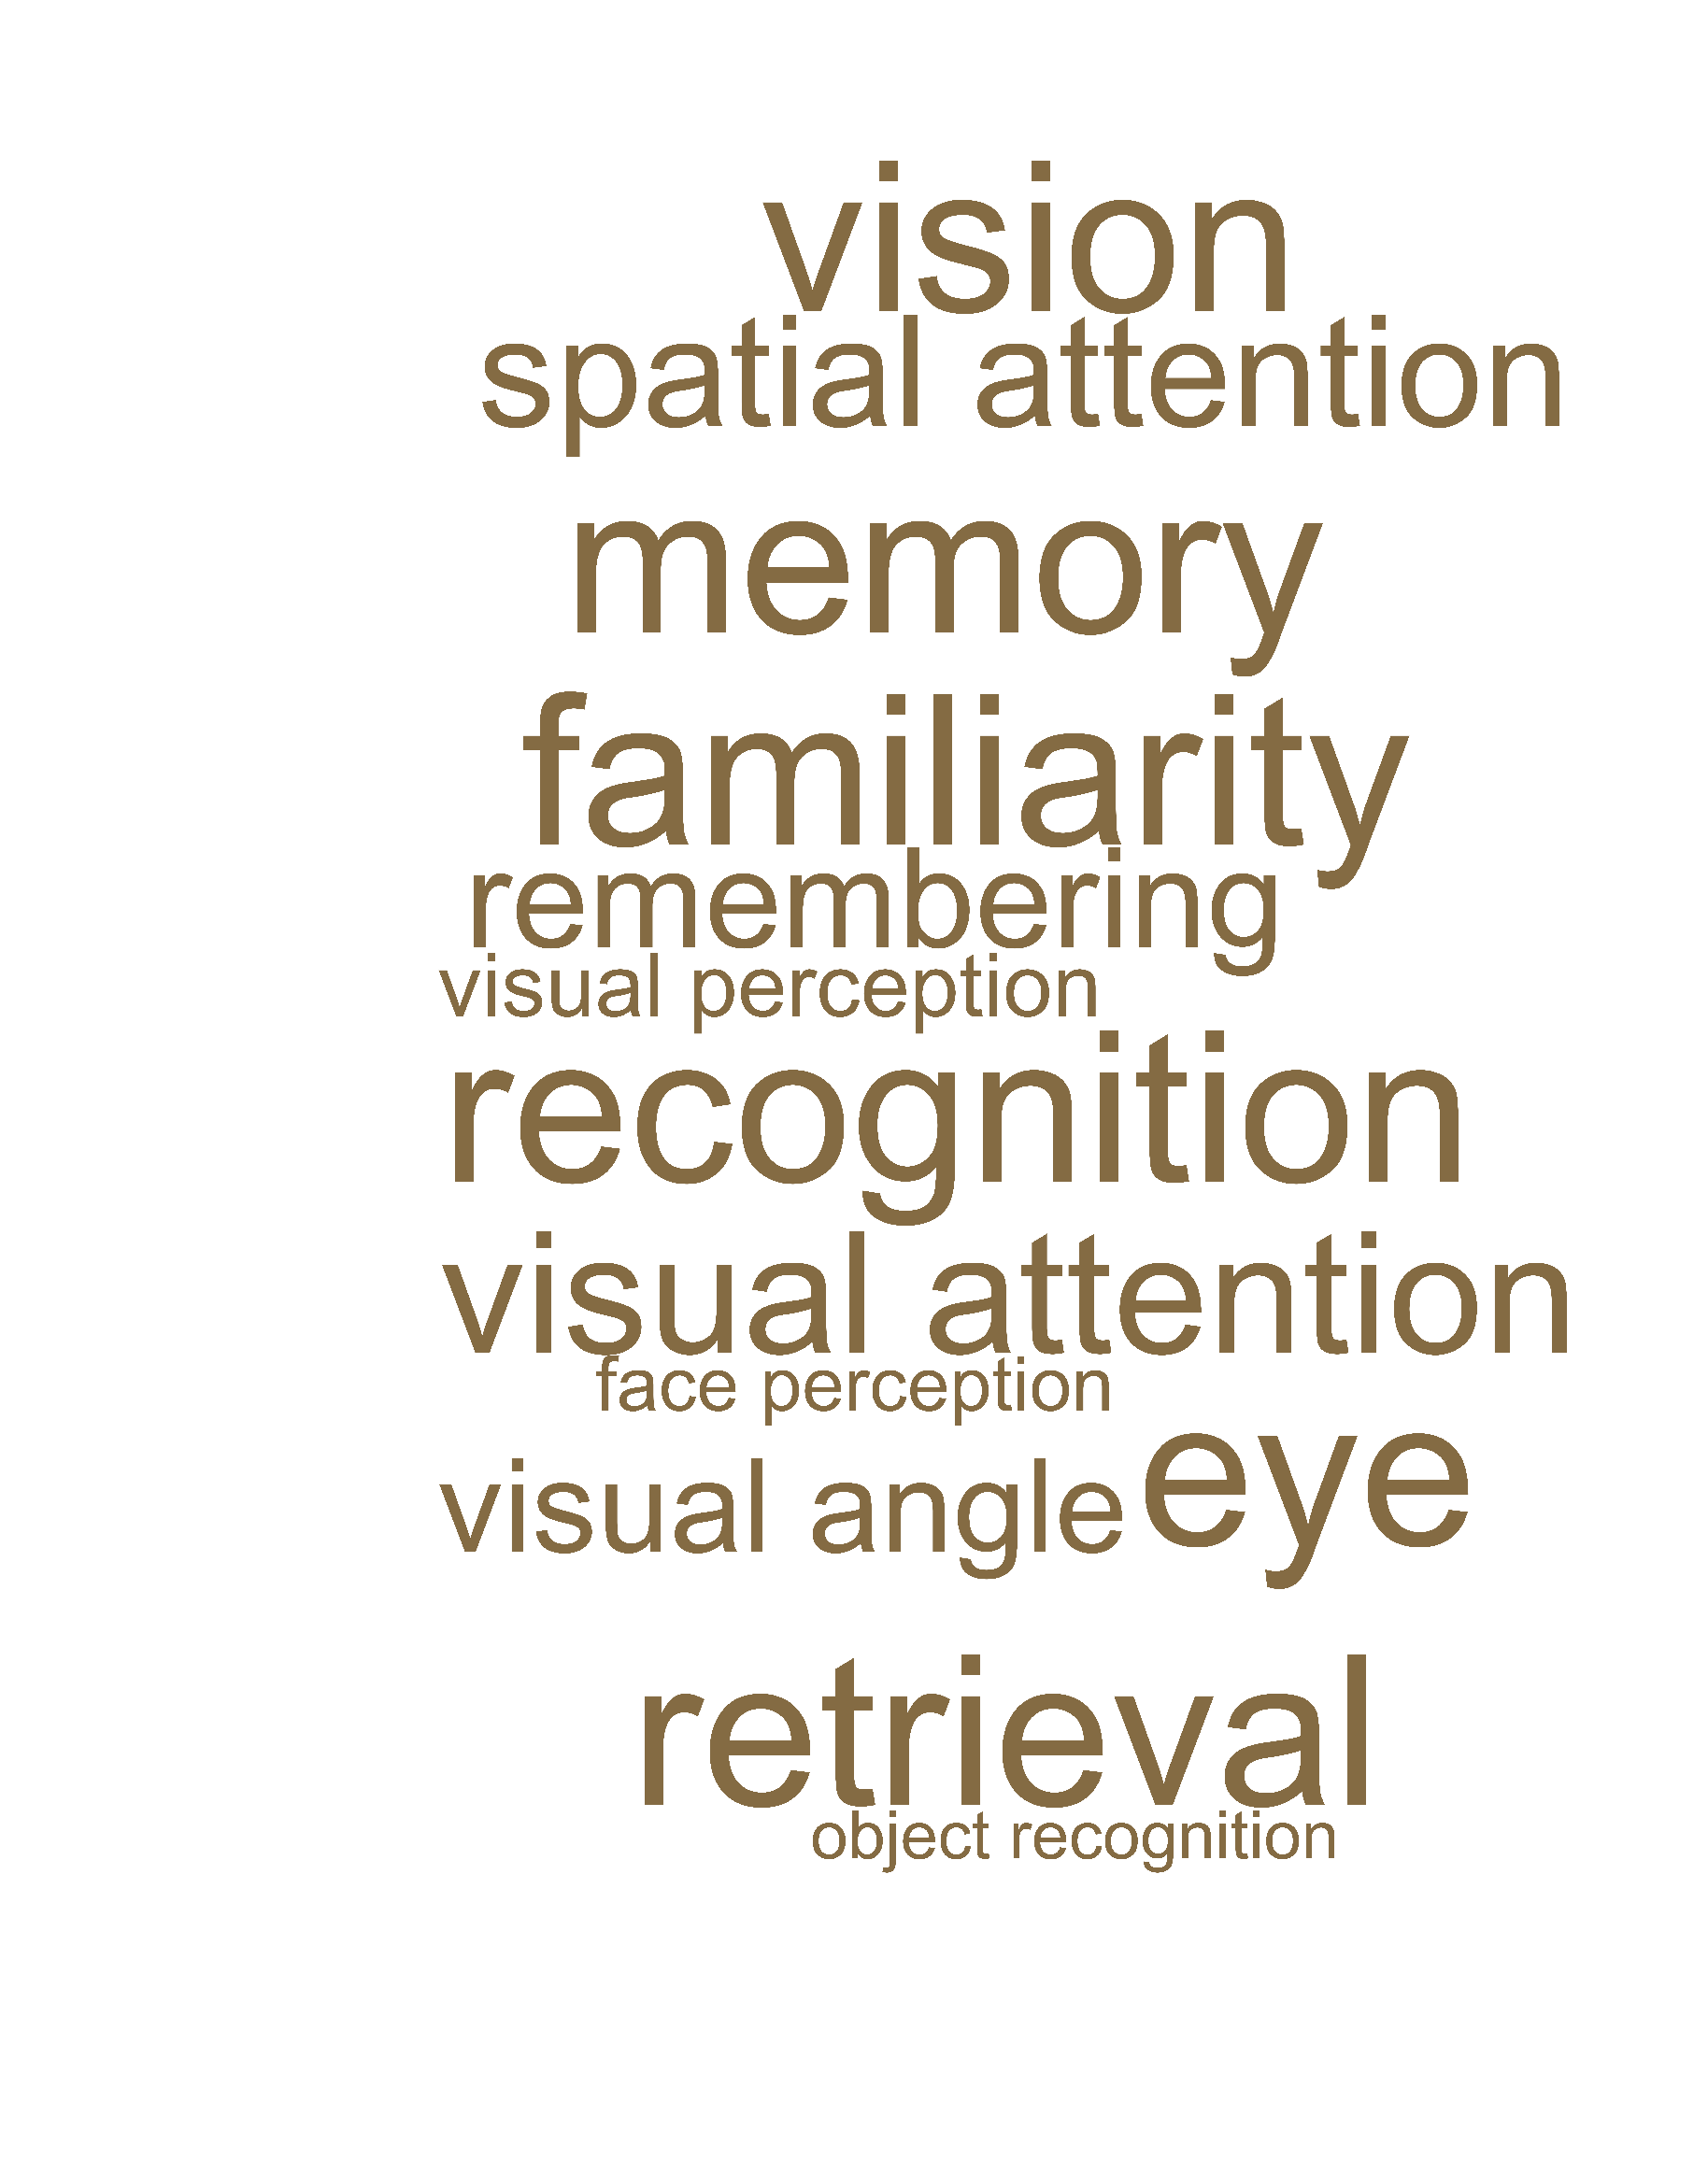 vision
spatial attention
memory
familiarity
remembering
visual perception
recognition
visual attention
face perception
visual angle eye
retrieval
object recognition